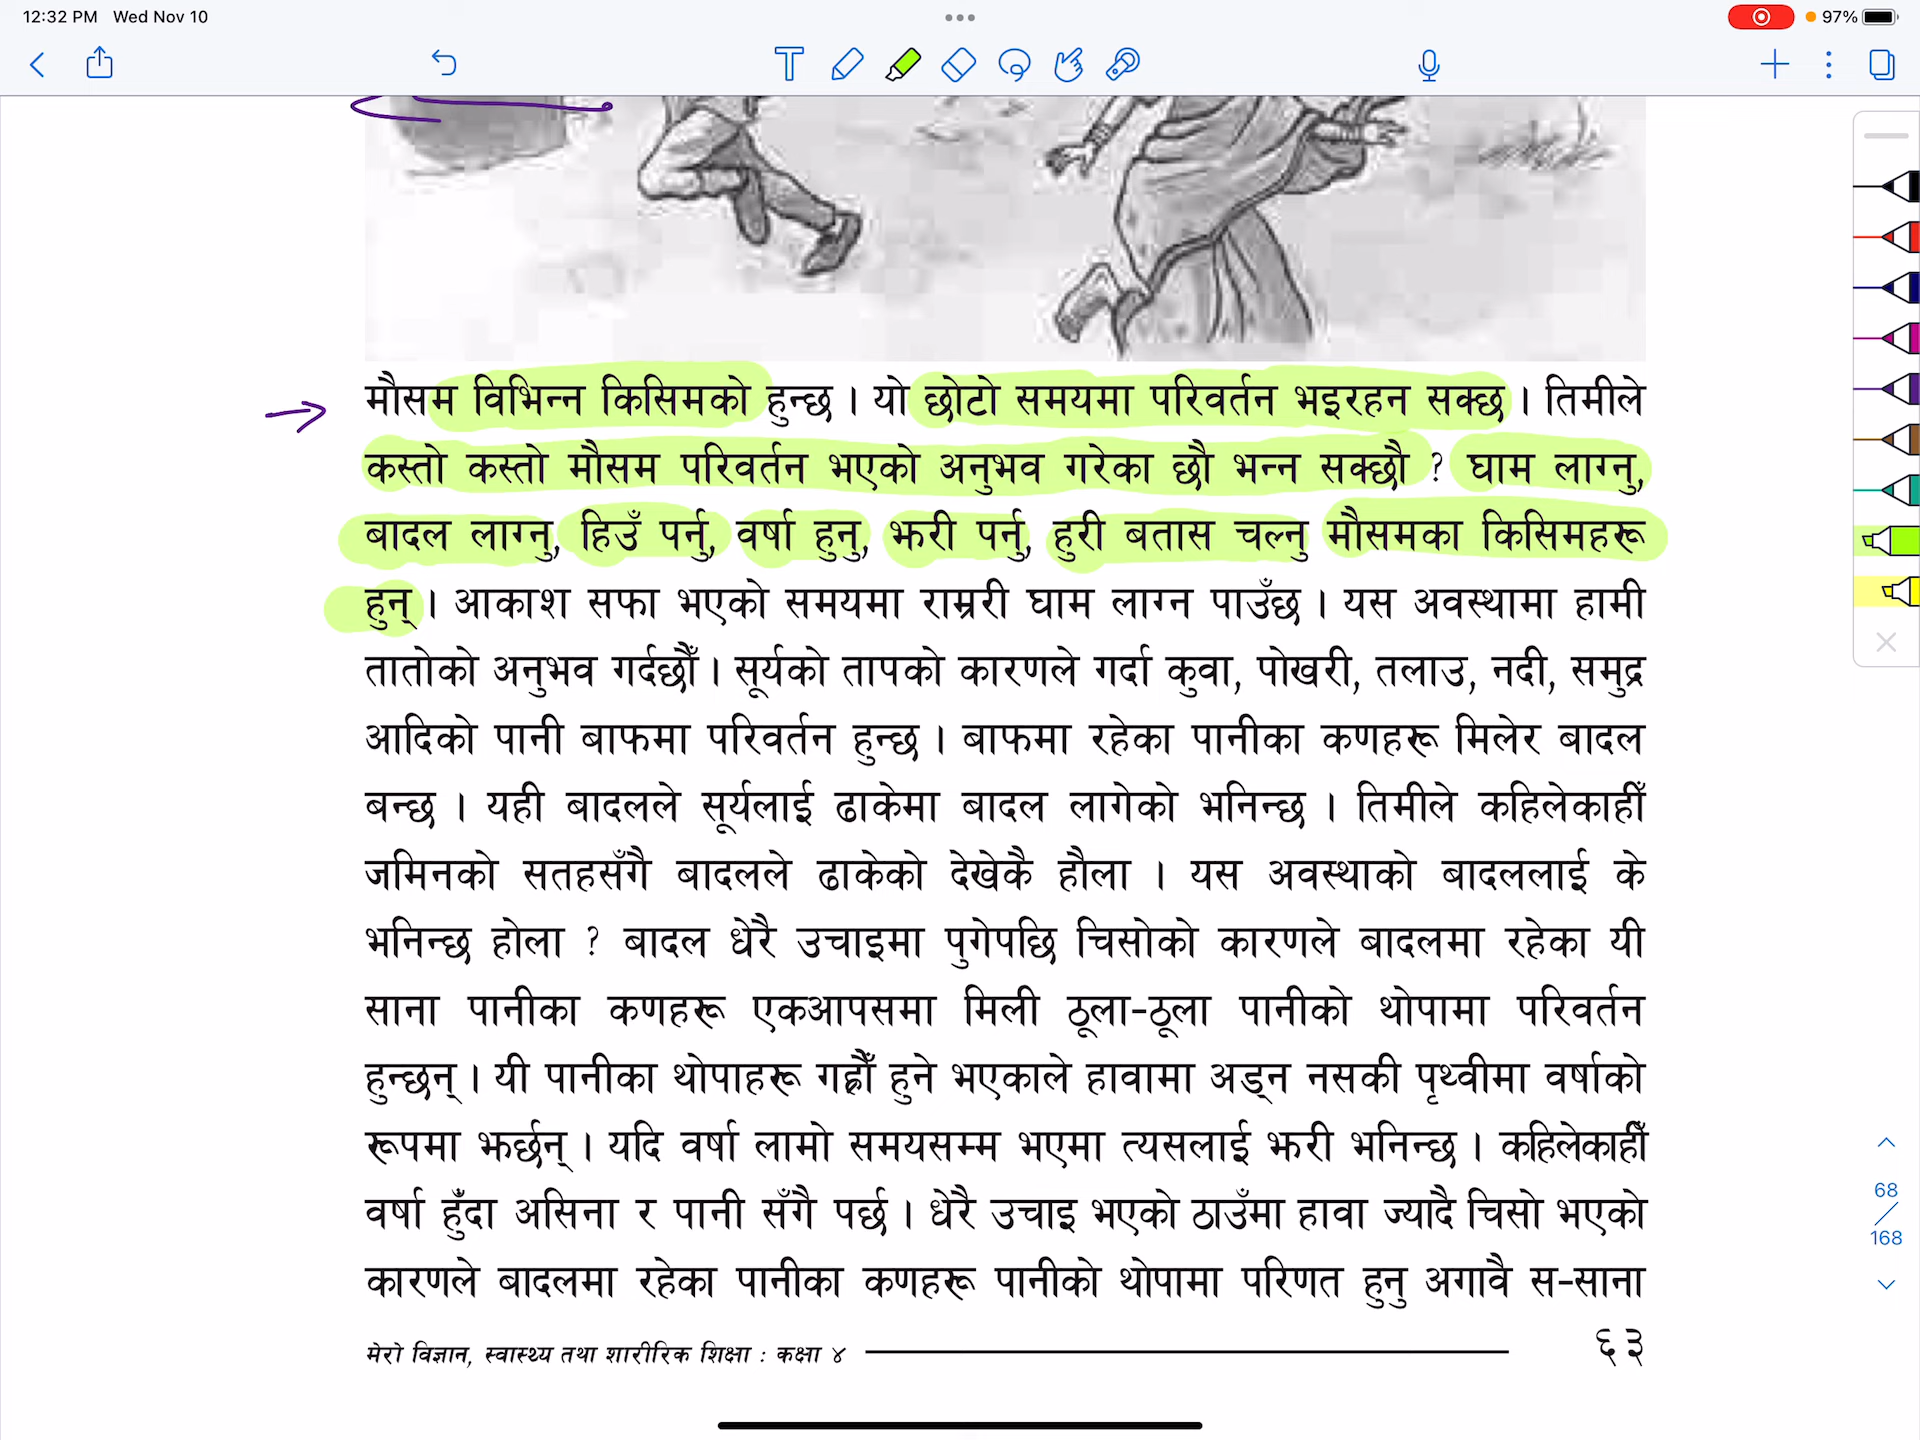 12:32 PM Wed Nov 10
97%
मौसम विभिन्न किसिमको हुन्छ । यो छोटो समयमा परिवर्तन भइरहन सक्छ । तिमीले
कस्तो कस्तो मौसम परिवर्तन भएको अनुभव गरेका छौ भन्न सक्छौ ? घाम लाग्नु,
बादल लाग्नु, हिउँ पर्नु, वर्षा हुनु, झरी पर्नु, हुरी बतास चल्नु मौसमका किसिमहरू
हुन् । आकाश सफा भएको समयमा राम्ररी घाम लाग्न पाउँछ । यस अवस्थामा हामी
तातोको अनुभव गर्दछौँ । सूर्यको तापको कारणले गर्दा कुवा, पोखरी, तलाउ, नदी, समुद्र
आदिको पानी बाफमा परिवर्तन हुन्छ । बाफमा रहेका पानीका कणहरू मिलेर बादल
बन्छ । यही बादलले सूर्यलाई ढाकेमा बादल लागेको भनिन्छ । तिमीले कहिलेकाहीँ
जमिनको सतहसँगै बादलले ढाकेको देखेकै हौला । यस अवस्थाको बादललाई के
भनिन्छ होला ? बादल धेरै उचाइमा पुगेपछि चिसोको कारणले बादलमा रहेका यी
साना पानीका कणहरू एकआपसमा मिली ठूला-ठूला पानीको थोपामा परिवर्तन
हुन्छन् । यी पानीका थोपाहरू गह्रौँ हुने भएकाले हावामा अड्न नसकी पृथ्वीमा वर्षाको
रूपमा झर्छन् । यदि वर्षा लामो समयसम्म भएमा त्यसलाई झरी भनिन्छ । कहिलेकाहीँ
वर्षा हुँदा असिना र पानी सँगै पर्छ । धेरै उचाइ भएको ठाउँमा हावा ज्यादै चिसो भएको
कारणले बादलमा रहेका पानीका कणहरू पानीको थोपामा परिणत हुनु अगावै स-साना
मेरो विज्ञान, स्वास्थ्य तथा शारीरिक शिक्षा : कक्षा ४
६३
68
168